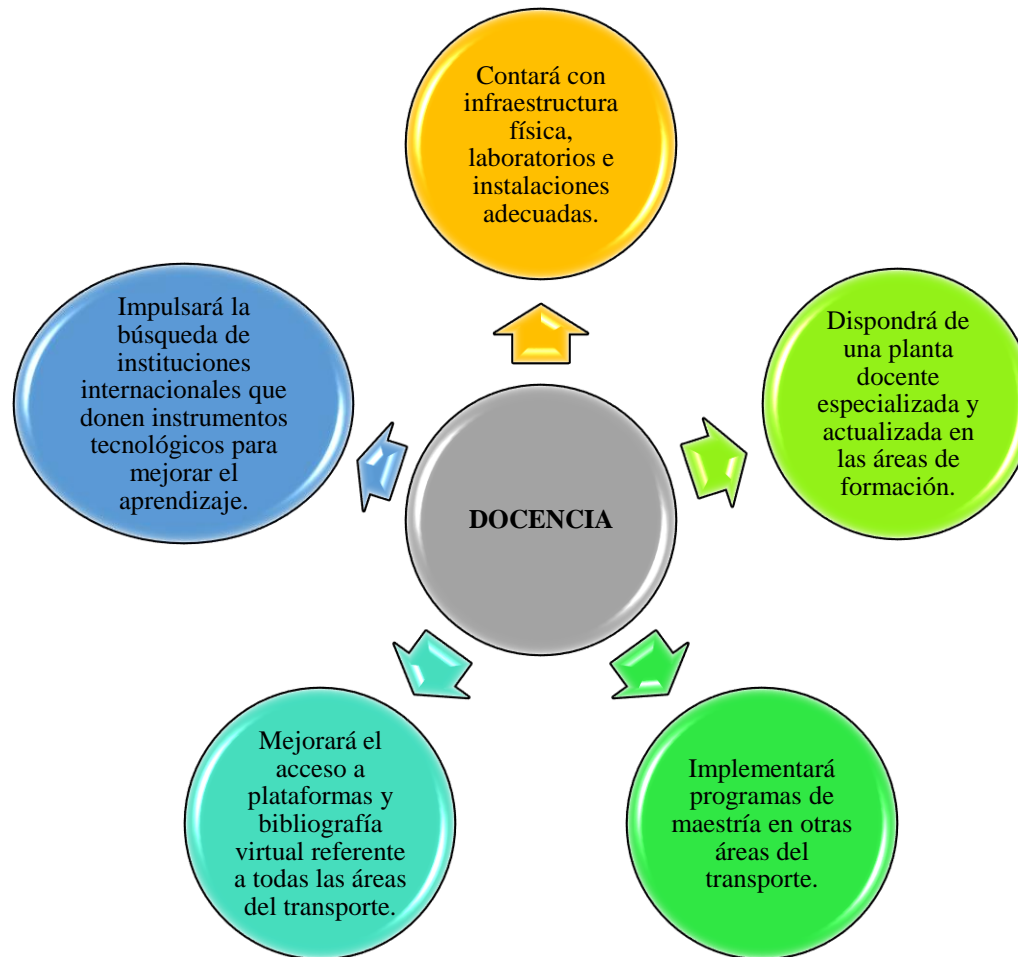 Contará con
infraestructura
física,
laboratorios e
instalaciones
adecuadas.
Impulsará la
búsqueda de
instituciones
internacionales que
donen instrumentos
tecnológicos para
mejorar el
aprendizaje.
Dispondrá de
una planta
docente
especializada y
actualizada en
las áreas de
formación.
DOCENCIA
Mejorará el
acceso a
plataformas y
bibliografía
virtual referente
a todas las áreas
del transporte.
Implementará
programas de
maestría en otras
áreas del
transporte.